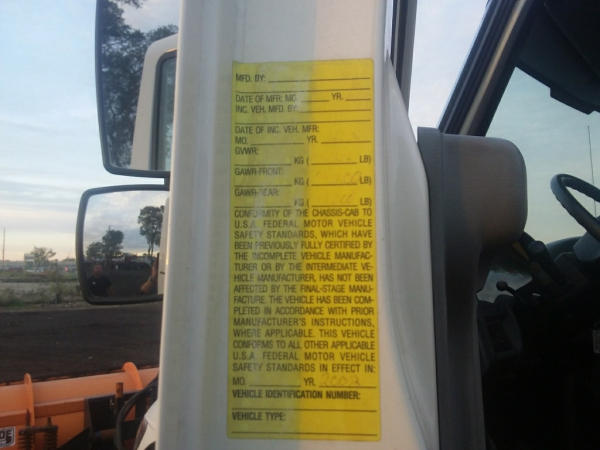 MFD. BY:
DATE OF MFR: MO. YR.
INC. VEH. MFD. BY:
DATE OF INC. VEH. MFR:
MO. YR.
GVWR:
KG ( LB)
GAWR-FRONT:
KG ( LB)
GAWR-REAR:
KG ( LB)
CONFORMITY OF THE CHASSIS-CAB TO
U.S.A. FEDERAL MOTOR VEHICLE
SAFETY STANDARDS, WHICH HAVE
BEEN PREVIOUSLY FULLY CERTIFIED BY
THE INCOMPLETE VEHICLE MANUFAC-
TURER OR BY THE INTERMEDIATE VE-
HICLE MANUFACTURER, HAS NOT BEEN
AFFECTED BY THE FINAL-STAGE MANU-
FACTURE. THE VEHICLE HAS BEEN COM-
PLETED IN ACCORDANCE WITH PRIOR
MANUFACTURER'S INSTRUCTIONS,
WHERE APPLICABLE. THIS VEHICLE
CONFORMS TO ALL OTHER APPLICABLE
U.S.A. FEDERAL MOTOR VEHICLE
SAFETY STANDARDS IN EFFECT IN:
MO. YR. 2003
VEHICLE IDENTIFICATION NUMBER:
VEHICLE TYPE: